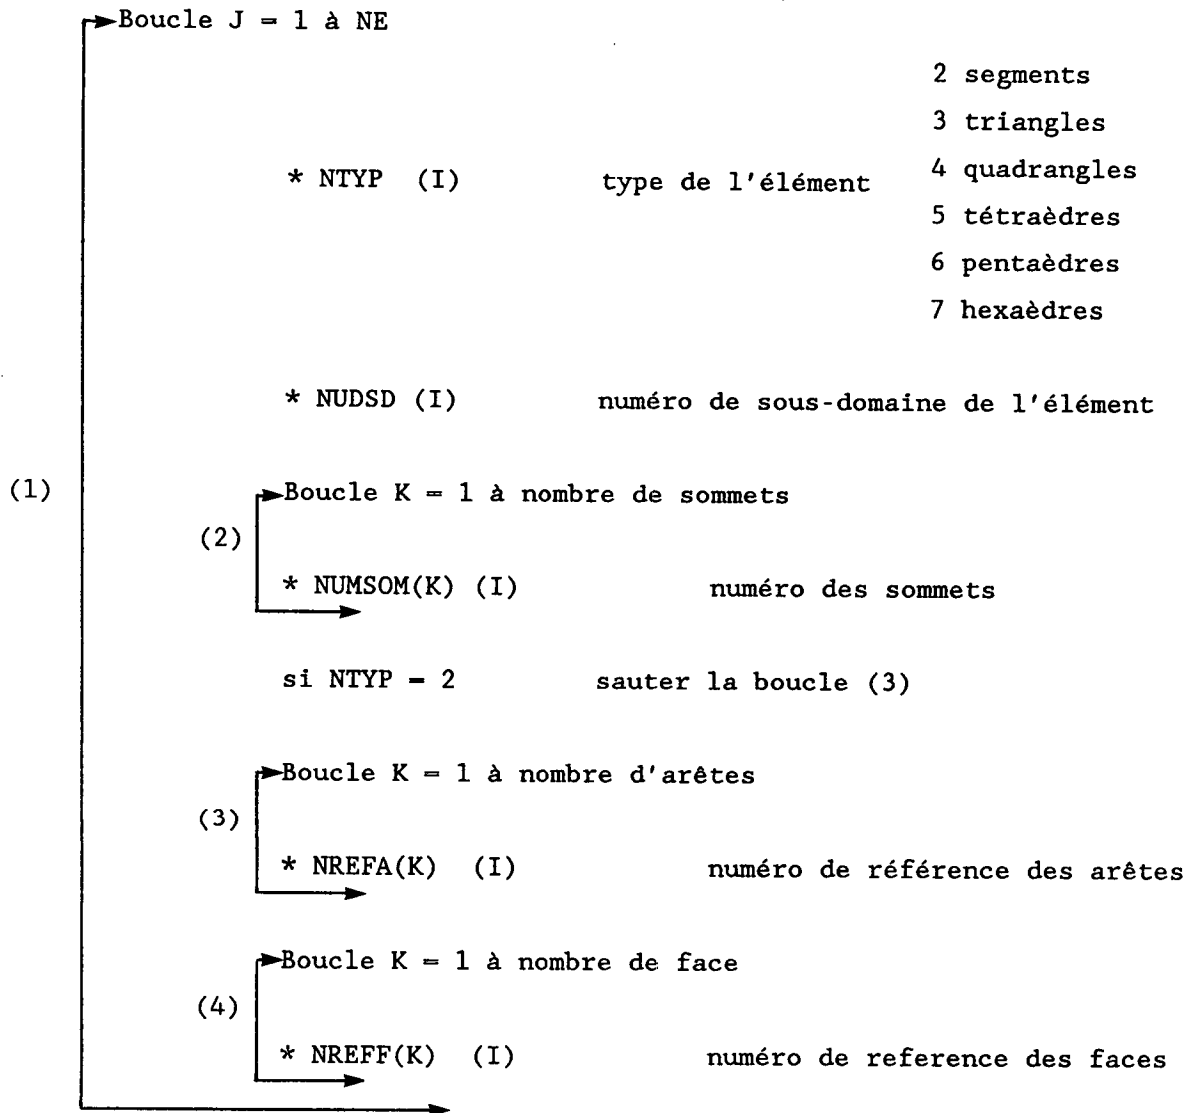 Boucle J = 1 à NE
2 segments
3 triangles
* NTYP (I) type de l'élément 4 quadrangles
5 tétraèdres
6 pentaèdres
7 hexaèdres
* NUDSD (I) numéro de sous-domaine de l'élément
(1) Boucle K = 1 à nombre de sommets
(2)
* NUMSOM(K) (I) numéro des sommets
si NTYP = 2 sauter la boucle (3)
Boucle K = 1 à nombre d'arêtes
(3)
* NREFA(K) (I) numéro de référence des arêtes
Boucle K = 1 à nombre de face
(4)
* NREFF(K) (I) numéro de reference des faces